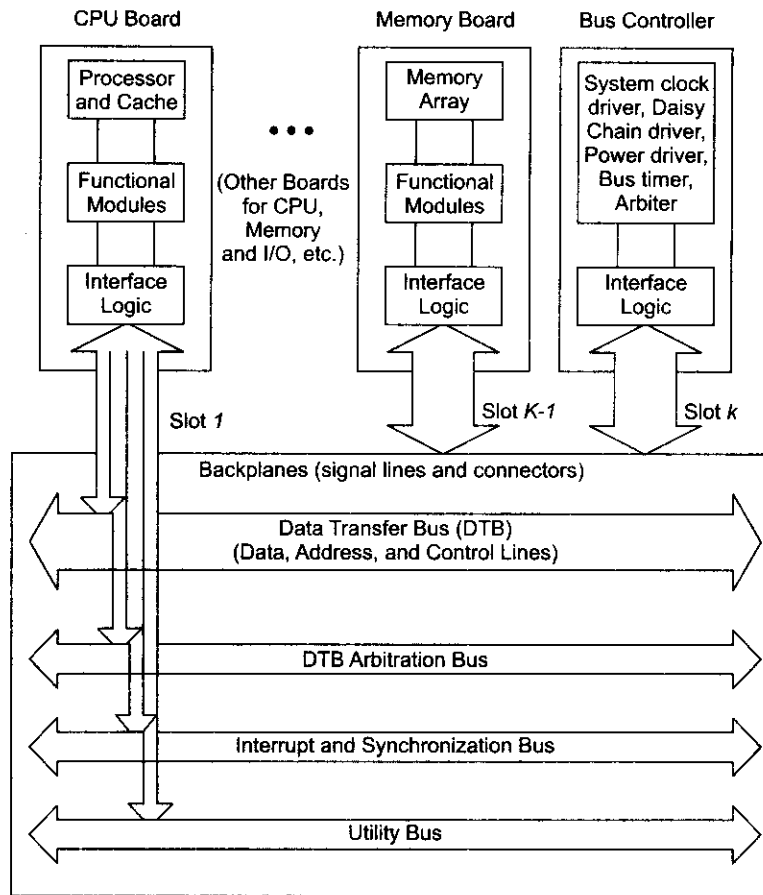 CPU Board
Memory Board
Bus Controller
Processor
and Cache
Functional
Modules
Interface
Logic
(Other Boards
for CPU,
Memory
and I/O, etc.)
Memory
Array
Functional
Modules
Interface
Logic
System clock
driver, Daisy
Chain driver,
Power driver,
Bus timer,
Arbiter
Interface
Logic
Slot 1
Slot K-1
Slot k
Backplanes (signal lines and connectors)
Data Transfer Bus (DTB)
(Data, Address, and Control Lines)
DTB Arbitration Bus
Interrupt and Synchronization Bus
Utility Bus